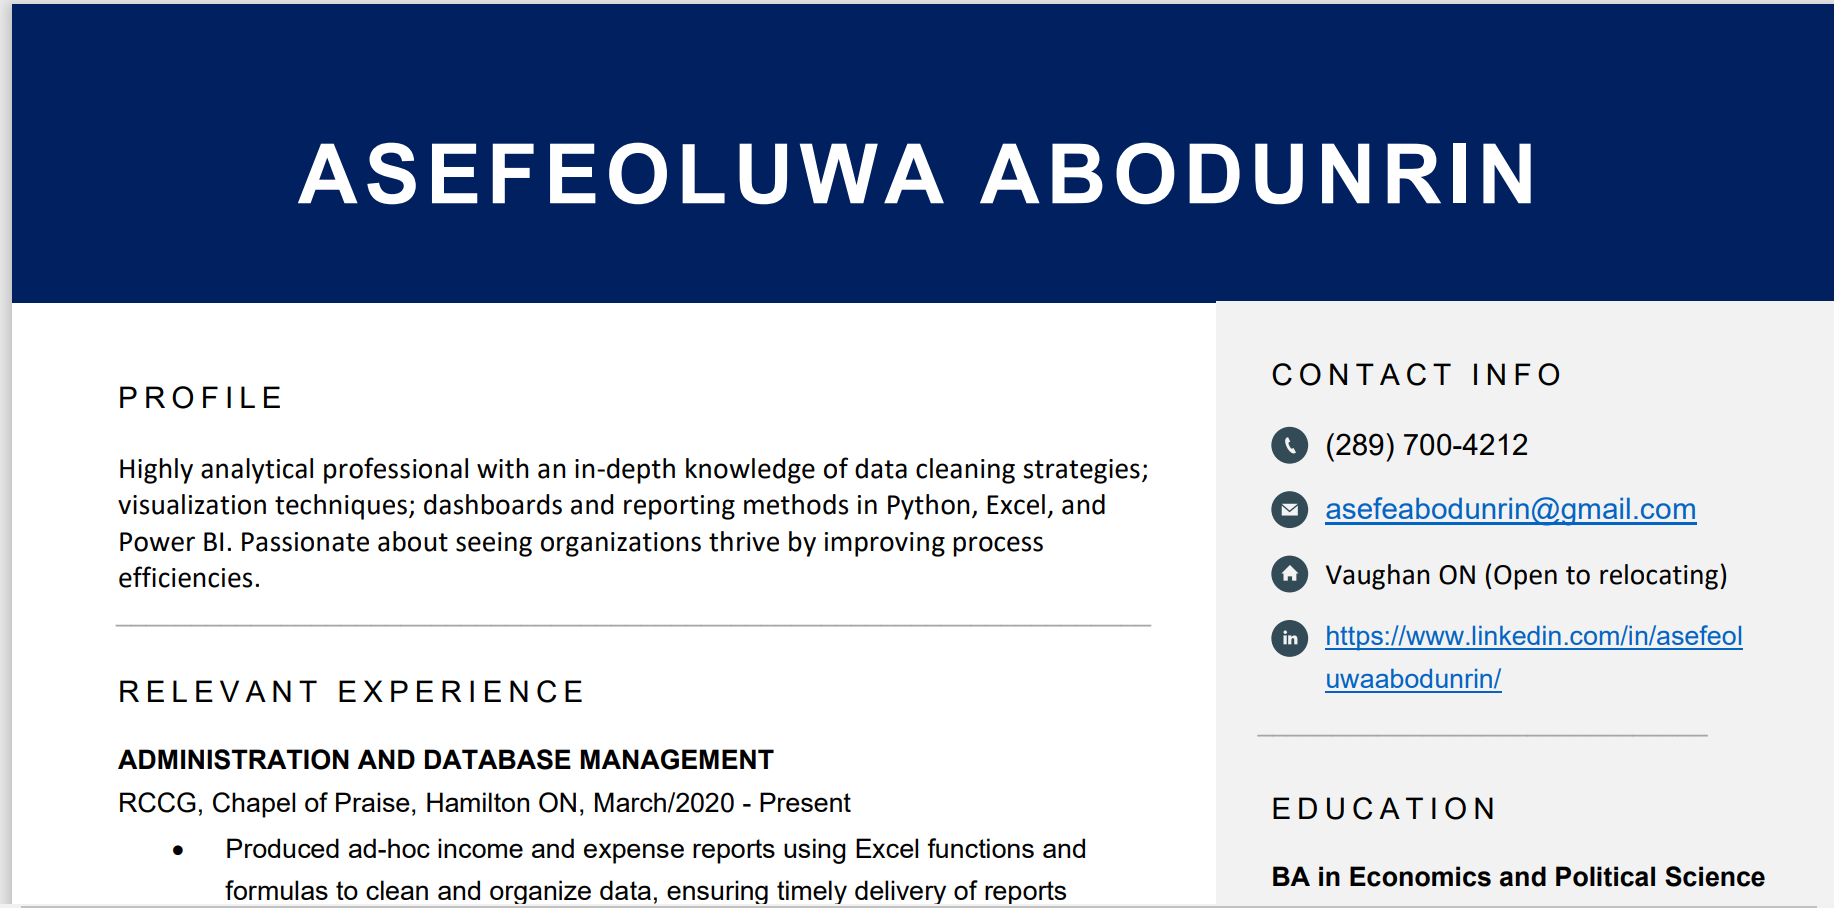 ASEFEOLUWA ABODUNRIN
PROFILE
Highly analytical professional with an in-depth knowledge of data cleaning strategies;
visualization techniques; dashboards and reporting methods in Python, Excel, and
Power BI. Passionate about seeing organizations thrive by improving process
efficiencies.
RELEVANT EXPERIENCE
ADMINISTRATION AND DATABASE MANAGEMENT
RCCG, Chapel of Praise, Hamilton ON, March/2020 - Present
• Produced ad-hoc income and expense reports using Excel functions and
formulas to clean and organize data, ensuring timely delivery of reports
CONTACT INFO
(289) 700-4212
asefeabodunrin@gmail.com
Vaughan ON (Open to relocating)
in
https://www.linkedin.com/in/asefeol
uwaabodunrin/
EDUCATION
BA in Economics and Political Science